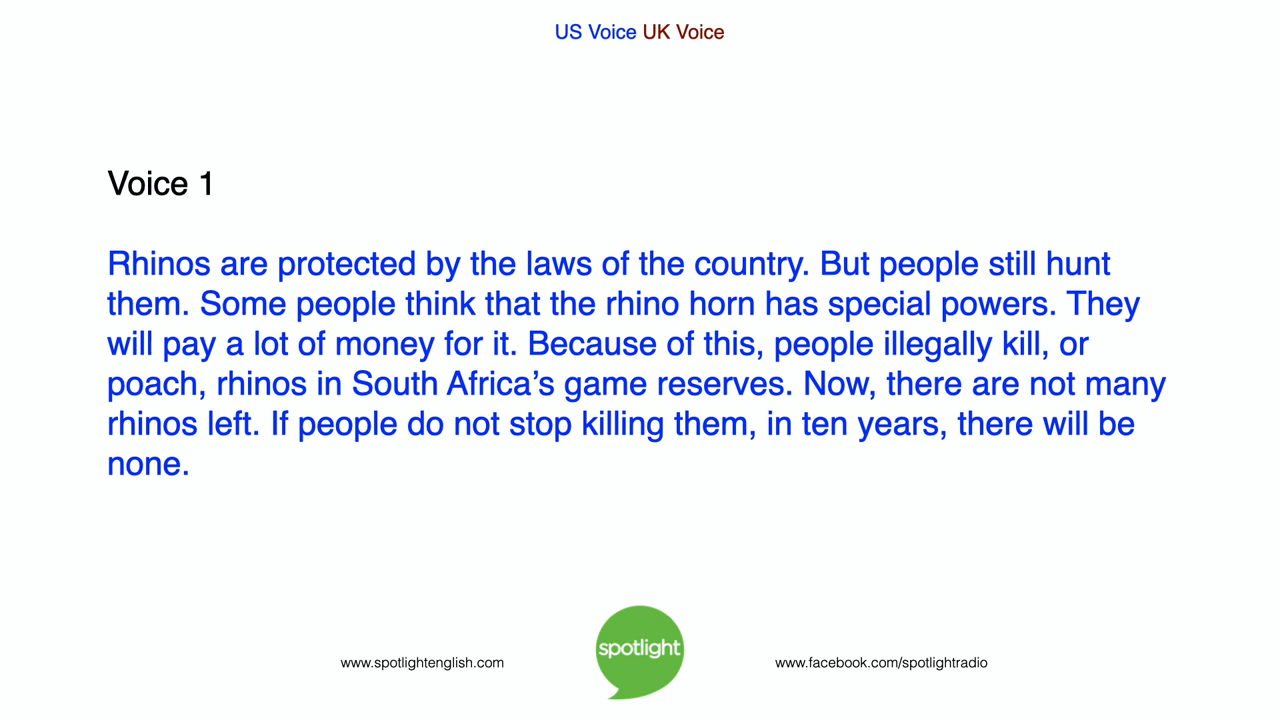 US Voice UK Voice
Voice 1
Rhinos are protected by the laws of the country. But people still hunt
them. Some people think that the rhino horn has special powers. They
will pay a lot of money for it. Because of this, people illegally kill, or
poach, rhinos in South Africa’s game reserves. Now, there are not many
rhinos left. If people do not stop killing them, in ten years, there will be
none.
spotlight
www.spotlightenglish.com
www.facebook.com/spotlightradio